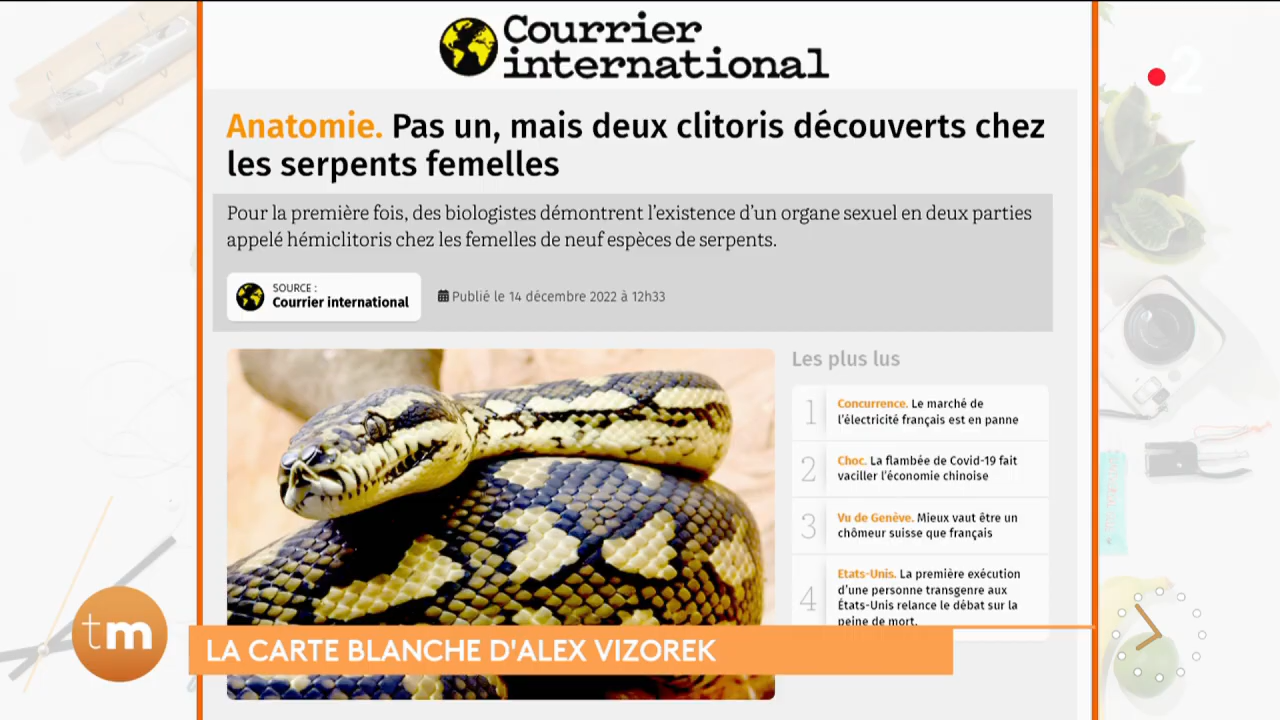 Courrier
international
2
Anatomie. Pas un, mais deux clitoris découverts chez
les serpents femelles
Pour la première fois, des biologistes démontrent l'existence d'un organe sexuel en deux parties
appelé hémiclitoris chez les femelles de neuf espèces de serpents.
SOURCE :
Courrier international
Publié le 14 décembre 2022 à 12h33
Les plus lus
1
Concurrence. Le marché de
l'électricité français est en panne
2
Choc. La flambée de Covid-19 fait
vaciller l'économie chinoise
3
Vu de Genève. Mieux vaut être un
chômeur suisse que français
4
Etats-Unis. La première exécution
d'une personne transgenre aux
États-Unis relance le débat sur la
peine de mort.
tm
LA CARTE BLANCHE D'ALEX VIZOREK